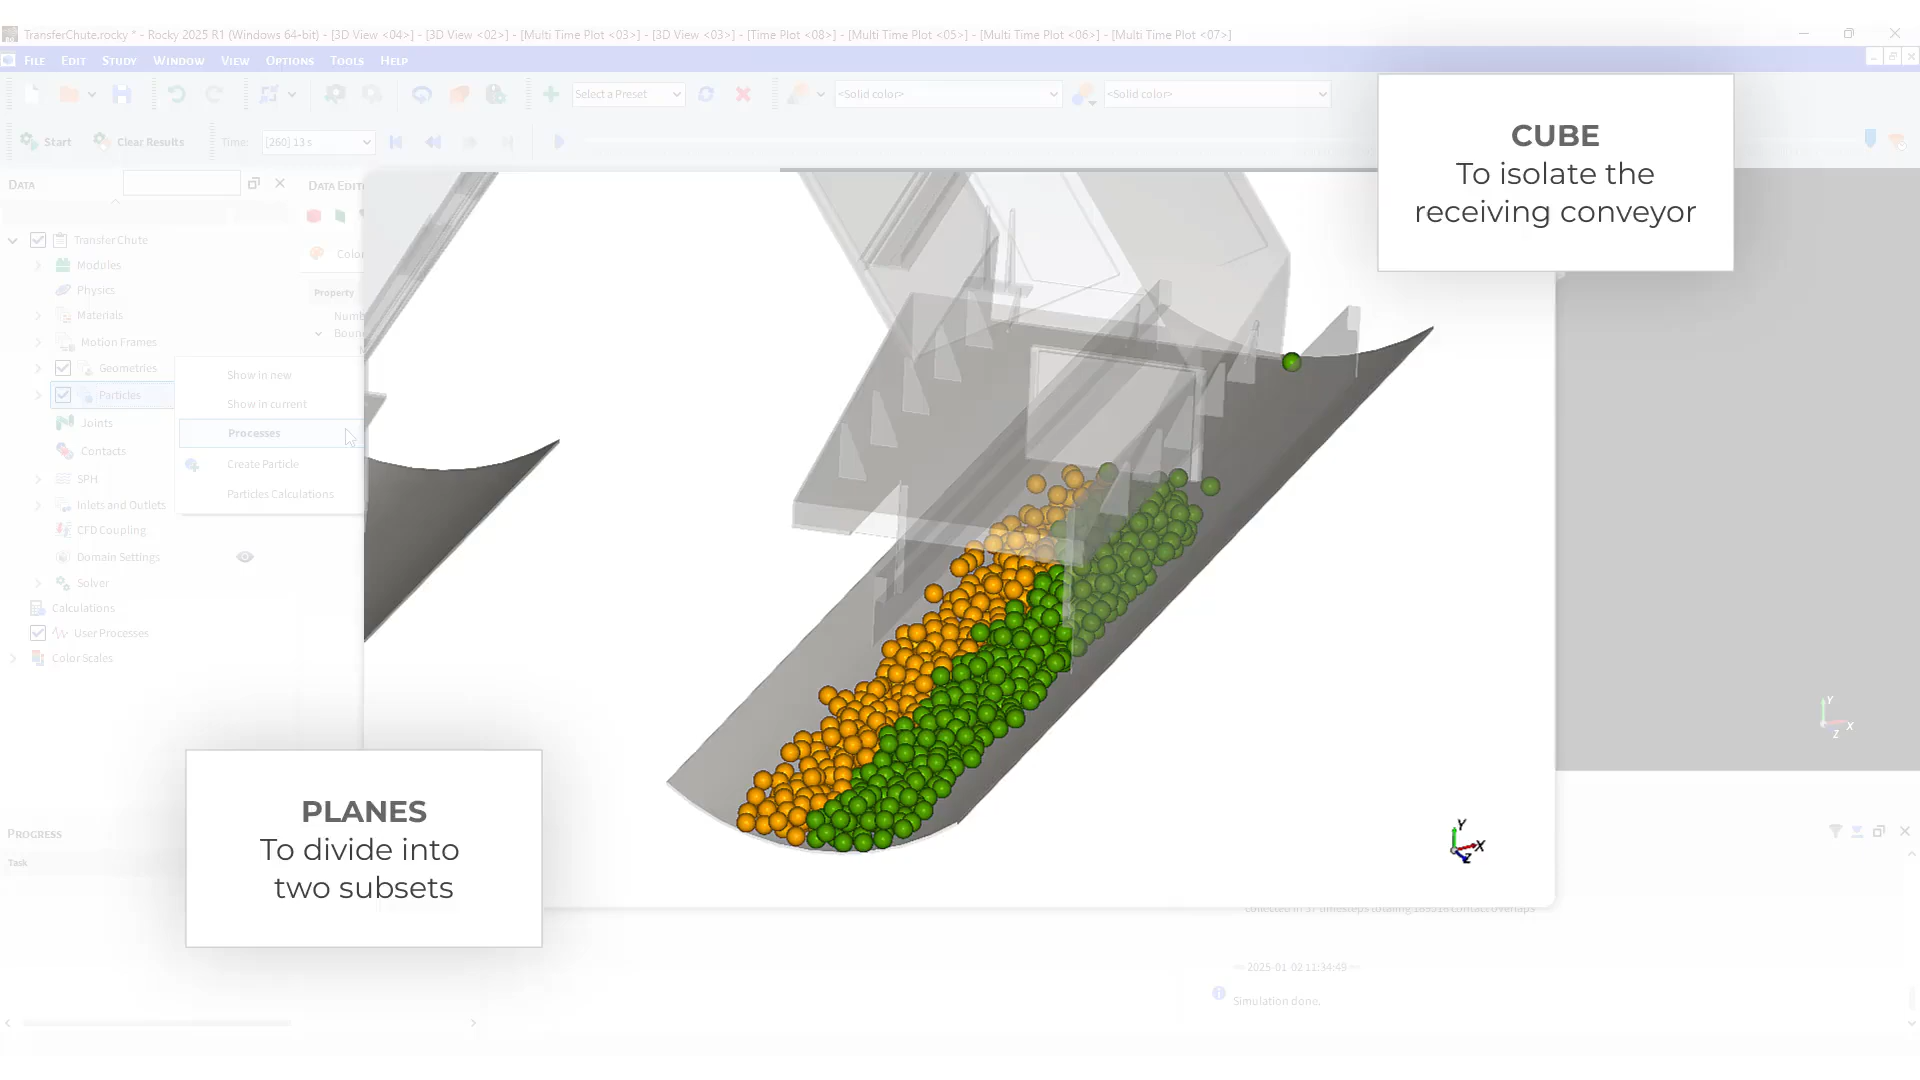 TransferChute.rocky * - Rocky 2025 R1 (Windows 64-bit) - [3D View <04>] - [3D View <02>] - [Multi Time Plot <03>] - [3D View <03>] - [Time Plot <08>] - [Multi Time Plot <05>] - [Multi Time Plot <06>] - [Multi Time Plot <07>]
FILE EDIT STUDY WINDOW VIEW OPTIONS TOOLS HELP
Select a Preset <Solid color> <Solid color>
Start Clear Results Time: [260] 13 s
CUBE
To isolate the
receiving conveyor
DATA
DATA EDIT
Transfer Chute
Modules
Physics
Materials
Motion Frames
Geometries
Particles
Joints
Contacts
SPH
Inlets and Outlets
CFD Coupling
Domain Settings
Solver
Calculations
User Processes
Color Scales
Color
Property
Numb
Boun
Show in new
Show in current
Processes
Create Particle
Particles Calculations
Y
X
Z
Y
X
Z
PLANES
To divide into
two subsets
PROGRESS
Task
2025-01-02 11:34:49
Simulation done.